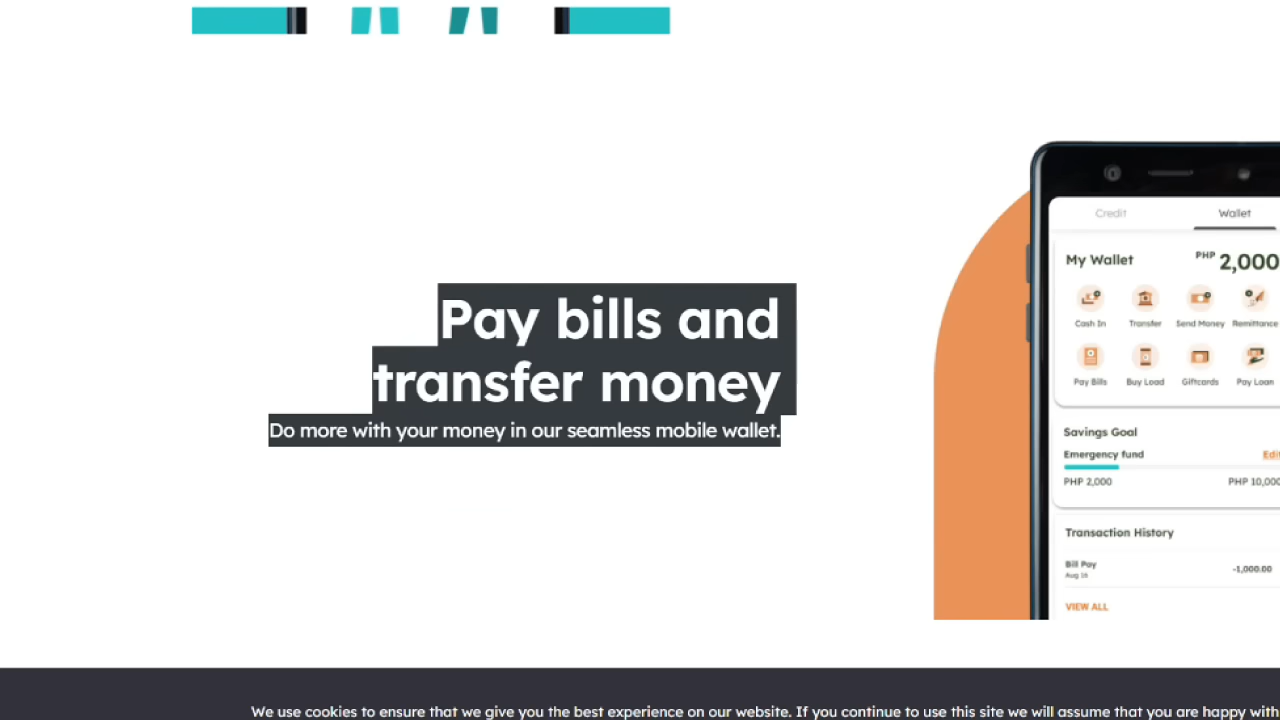 Pay bills and
transfer money
Do more with your money in our seamless mobile wallet.
Credit Wallet
My Wallet PHP 2,000
Cash In Transfer Send Money Remittance
Pay Bills Buy Load Giftcards Pay Loan
Savings Goal
Emergency fund Edit
PHP 2,000 PHP 10,000
Transaction History
Bill Pay
Aug 16
-1,000.00
VIEW ALL
We use cookies to ensure that we give you the best experience on our website. If you continue to use this site we will assume that you are happy with